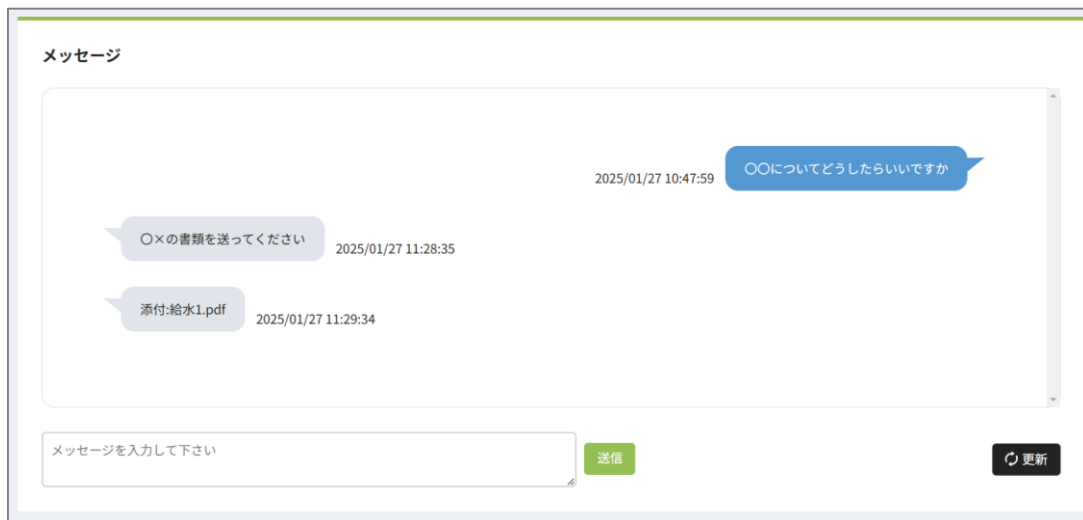 メッセージ
〇〇についてどうしたらいいですか
2025/01/27 10:47:59
〇×の書類を送ってください
2025/01/27 11:28:35
添付:給水1.pdf
2025/01/27 11:29:34
メッセージを入力して下さい
送信
更新